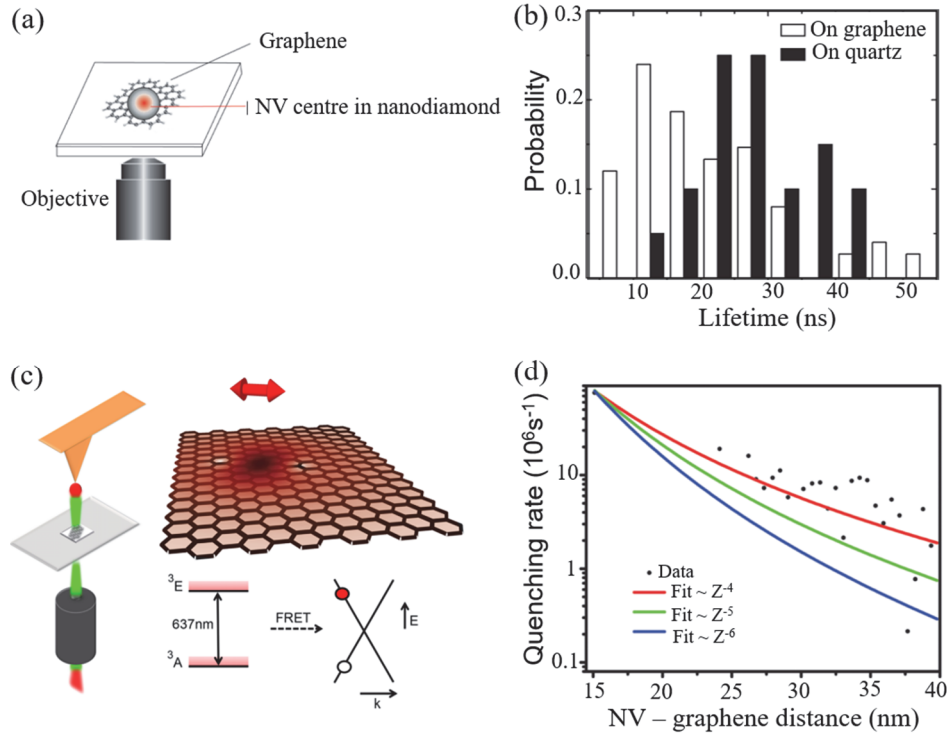 (a)
Graphene
NV centre in nanodiamond
Objective
(b)
0.3
0.2
0.1
0.0
Probability
On graphene
On quartz
10
20
30
40
50
Lifetime (ns)
(c)
³E
637nm
³A
FRET
E
k
(d)
Quenching rate (10⁶s⁻¹)
10
1
0.1
Data
Fit ~ Z⁻⁴
Fit ~ Z⁻⁵
Fit ~ Z⁻⁶
15
20
25
30
35
40
NV – graphene distance (nm)